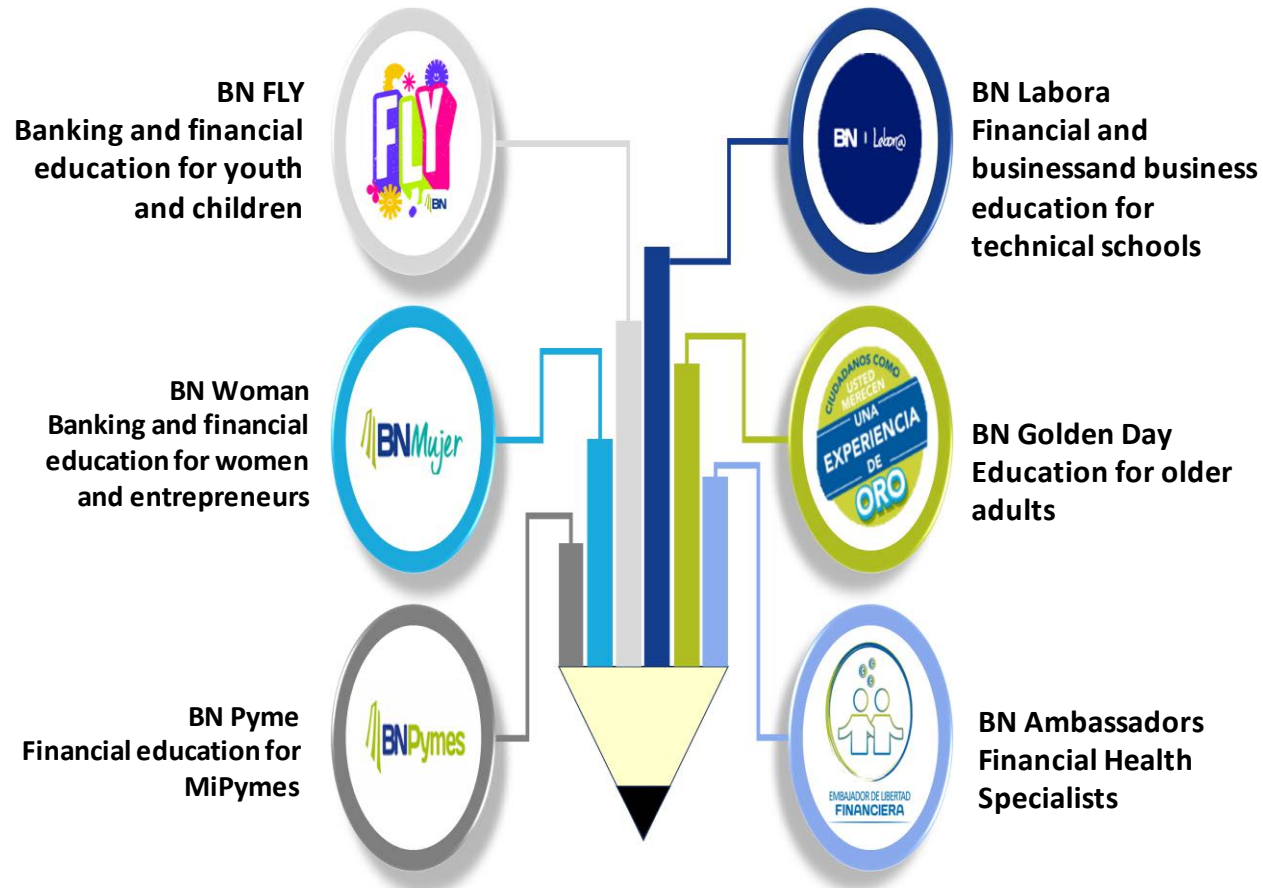 BN FLY
Banking and financial
education for youth
and children
FLY
BN
BN Labora
Financial and
businessand business
education for
technical schools
BN | Labor@
BN Woman
Banking and financial
education for women
and entrepreneurs
BNMujer
BN Golden Day
Education for older
adults
CIUDADANOS COMO
USTED
MERECEN
UNA
EXPERIENCIA
DE
ORO
BN Pyme
Financial education for
MiPymes
BNPymes
BN Ambassadors
Financial Health
Specialists
EMBAJADOR DE LIBERTAD
FINANCIERA